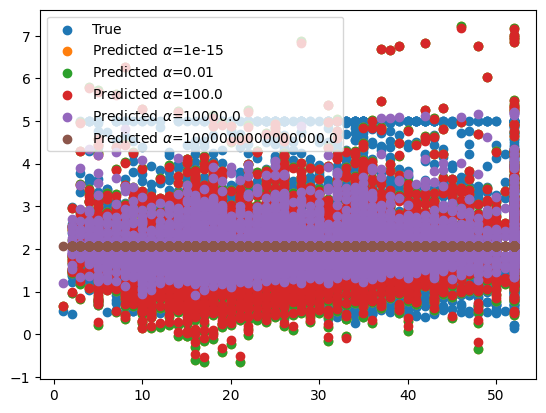 True
Predicted α=1e-15
Predicted α=0.01
Predicted α=100.0
Predicted α=10000.0
Predicted α=1000000000000000.0
7
6
5
4
3
2
1
0
−1
0 10 20 30 40 50